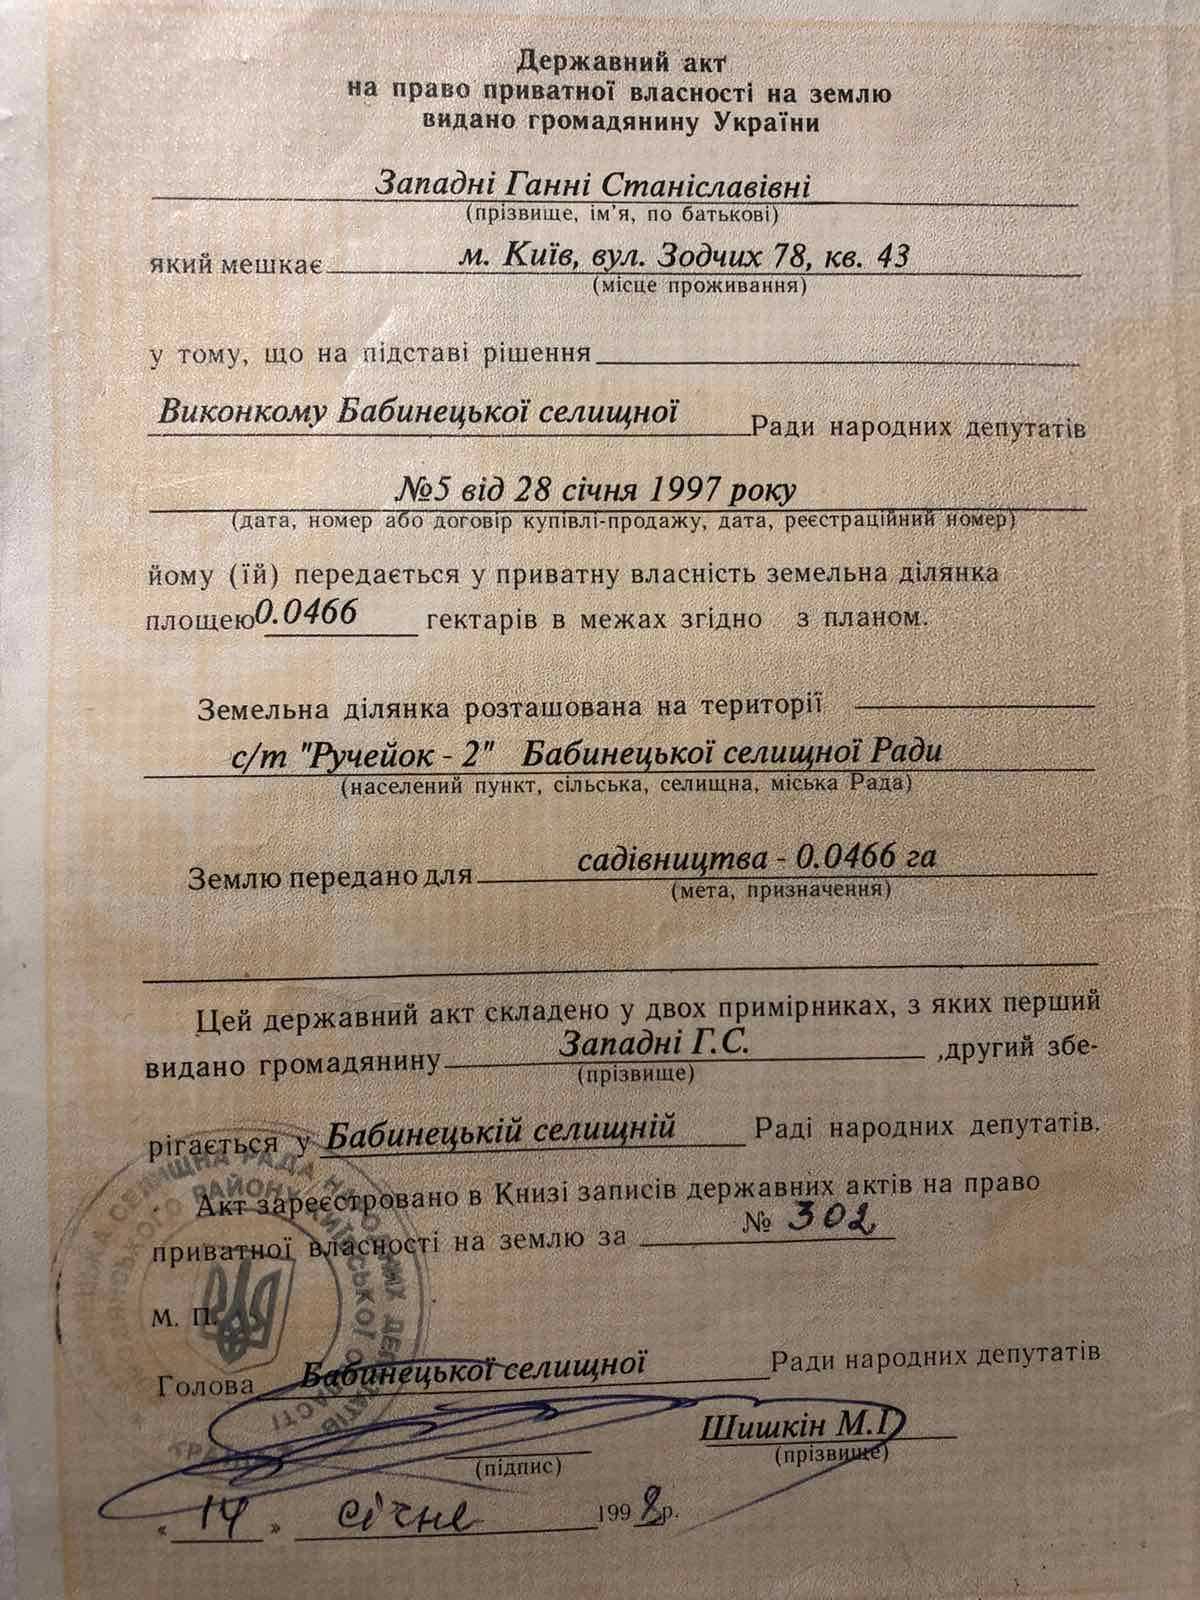 Державний акт
на право приватної власності на землю
видано громадянину України
Западні Ганні Станіславівні
(прізвище, ім'я, по батькові)
який мешкає м. Київ, вул. Зодчих 78, кв. 43
(місце проживання)
у тому, що на підставі рішення
Виконкому Бабинецької селищної Ради народних депутатів
№5 від 28 січня 1997 року
(дата, номер або договір купівлі-продажу, дата, реєстраційний номер)
йому (їй) передається у приватну власність земельна ділянка
площею 0.0466 гектарів в межах згідно з планом.
Земельна ділянка розташована на території
с/т "Ручейок - 2" Бабинецької селищної Ради
(населений пункт, сільська, селищна, міська Рада)
Землю передано для садівництва - 0.0466 га
(мета, призначення)
Цей державний акт складено у двох примірниках, з яких перший
видано громадянину Западні Г.С. ,другий збе-
(прізвище)
рігається у Бабинецькій селищній Раді народних депутатів.
Акт зареєстровано в Книзі записів державних актів на право
приватної власності на землю за № 302
М. П.
Голова Бабинецької селищної Ради народних депутатів
Шишкін М.І
(підпис) (прізвище)
« 14 » січне 1998 р.
СЕЛИЩНА РАДА НАРОДНИХ ДЕПУТАТІВ
РАЙОНУ КИЇВСЬКОЇ ОБЛАСТІ